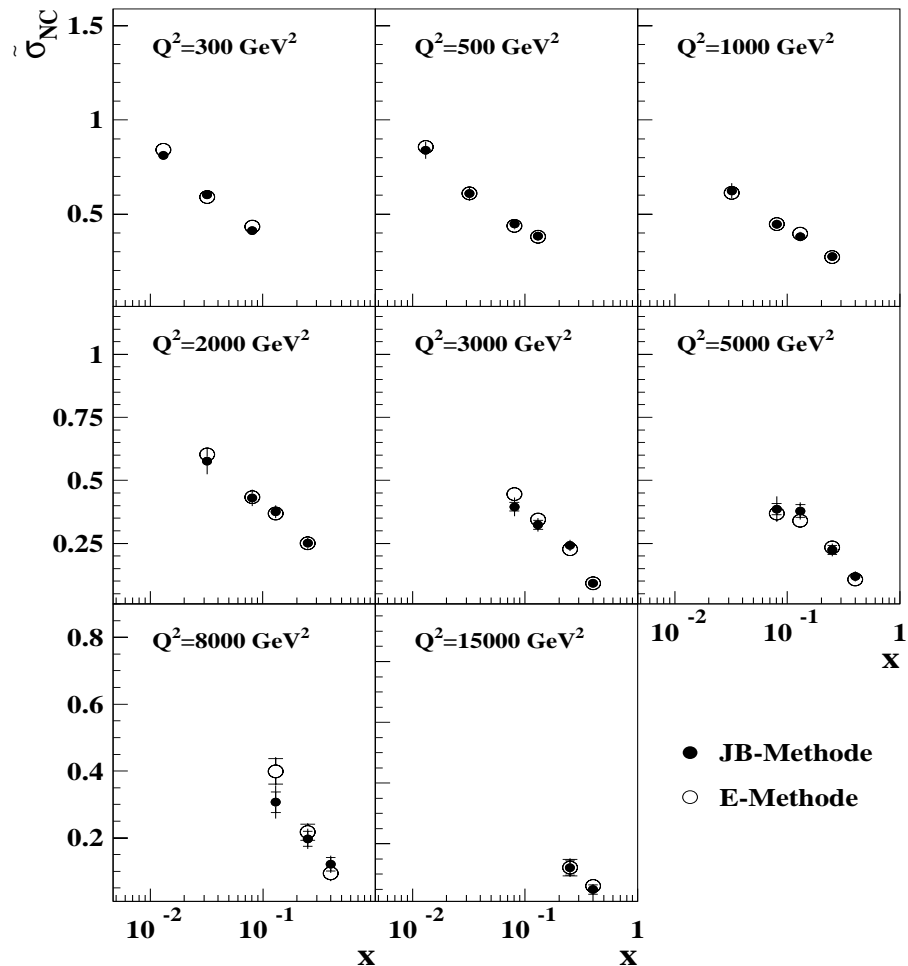 σ̃NC
Q²=300 GeV²
Q²=500 GeV²
Q²=1000 GeV²
1.5
1
0.5
Q²=2000 GeV²
Q²=3000 GeV²
Q²=5000 GeV²
1
0.75
0.5
0.25
10⁻² 10⁻¹ 1
x
Q²=8000 GeV²
Q²=15000 GeV²
0.8
0.6
0.4
0.2
JB-Methode
E-Methode
10⁻² 10⁻¹ 10⁻² 10⁻¹ 1
x x